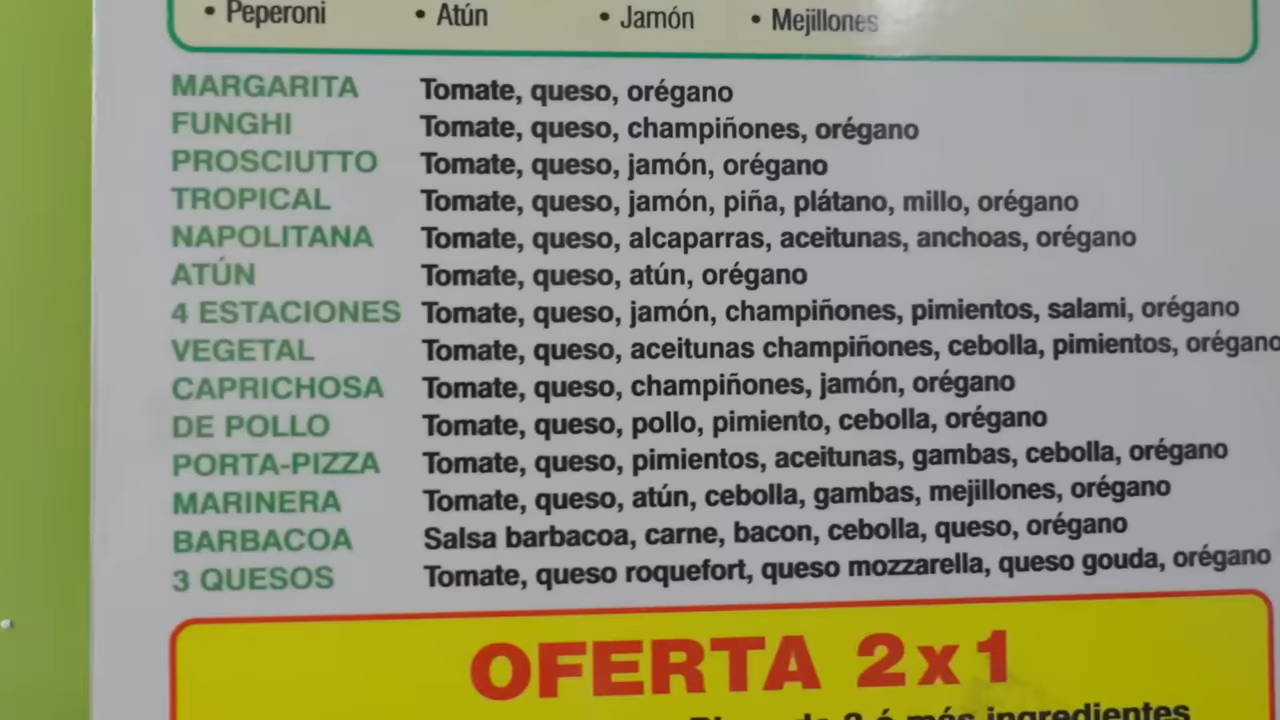 • Peperoni • Atún • Jamón • Mejillones
MARGARITA Tomate, queso, orégano
FUNGHI Tomate, queso, champiñones, orégano
PROSCIUTTO Tomate, queso, jamón, orégano
TROPICAL Tomate, queso, jamón, piña, plátano, millo, orégano
NAPOLITANA Tomate, queso, alcaparras, aceitunas, anchoas, orégano
ATÚN Tomate, queso, atún, orégano
4 ESTACIONES Tomate, queso, jamón, champiñones, pimientos, salami, orégano
VEGETAL Tomate, queso, aceitunas champiñones, cebolla, pimientos, orégano
CAPRICHOSA Tomate, queso, champiñones, jamón, orégano
DE POLLO Tomate, queso, pollo, pimiento, cebolla, orégano
PORTA-PIZZA Tomate, queso, pimientos, aceitunas, gambas, cebolla, orégano
MARINERA Tomate, queso, atún, cebolla, gambas, mejillones, orégano
BARBACOA Salsa barbacoa, carne, bacon, cebolla, queso, orégano
3 QUESOS Tomate, queso roquefort, queso mozzarella, queso gouda, orégano
OFERTA 2x1
ó más ingredientes